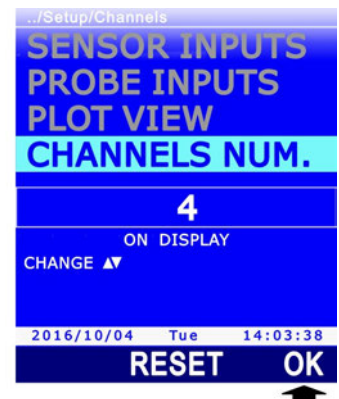 ../Setup/Channels
SENSOR INPUTS
PROBE INPUTS
PLOT VIEW
CHANNELS NUM.
4
ON DISPLAY
CHANGE ▲▼
2016/10/04 Tue 14:03:38
RESET OK